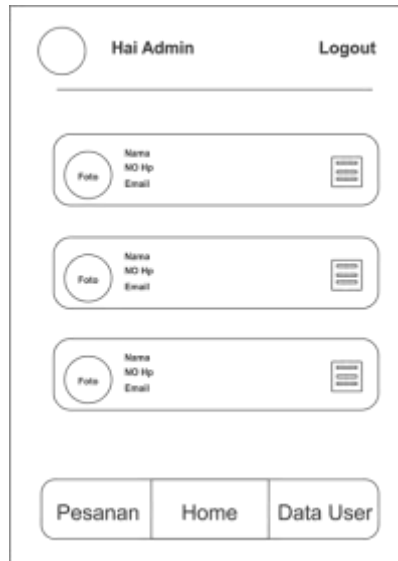 Hai Admin Logout
Nama
NO Hp
Foto
Email
Nama
NO Hp
Foto
Email
Nama
NO Hp
Foto
Email
Pesanan Home Data User